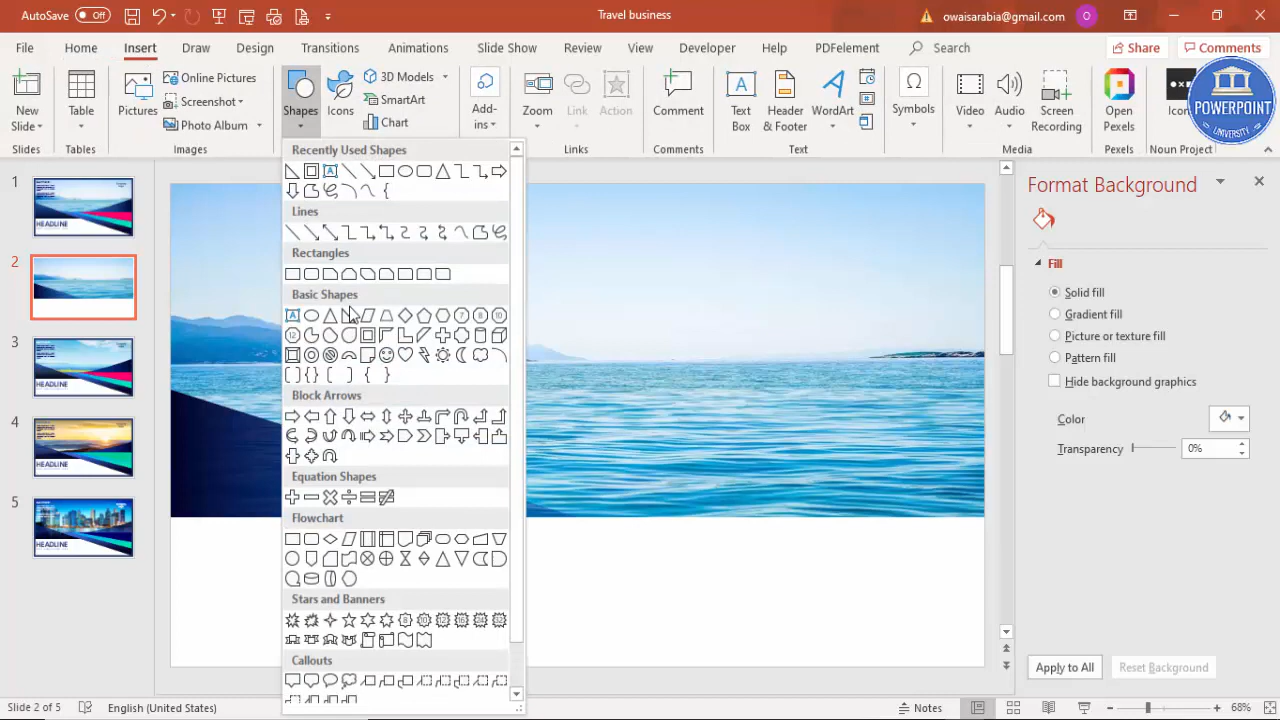 AutoSave Off Travel business owaisarabia@gmail.com O
File Home Insert Draw Design Transitions Animations Slide Show Review View Developer Help PDFelement Search Share Comments
New Slide Table Pictures Online Pictures Screenshot Photo Album Shapes Icons 3D Models SmartArt Chart Add-ins Zoom Link Action Comment Text Box Header & Footer WordArt Symbols Video Audio Screen Recording Open Pexels
Slides Tables Images Links Comments Text Media Pexels Noun Project
POWERPOINT
UNIVERSITY
Recently Used Shapes
Lines
Rectangles
Basic Shapes
Block Arrows
Equation Shapes
Flowchart
Stars and Banners
Callouts
1
HEADLINE
2
3
HEADLINE
4
HEADLINE
5
HEADLINE
Format Background
Fill
Solid fill
Gradient fill
Picture or texture fill
Pattern fill
Hide background graphics
Color
Transparency 0%
Apply to All Reset Background
Slide 2 of 5 English (United States) Notes 68%